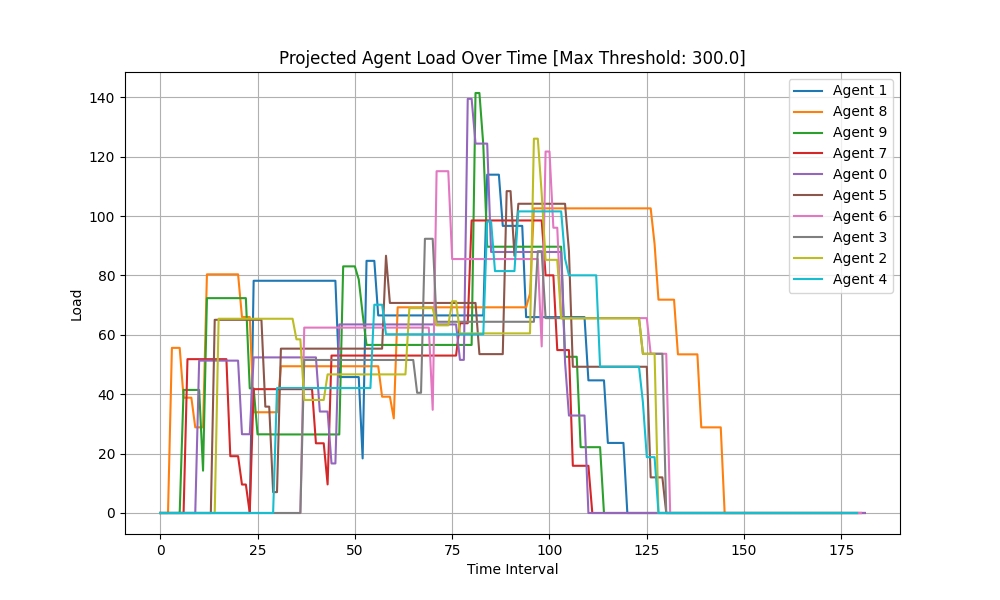 Projected Agent Load Over Time [Max Threshold: 300.0]
Load
140
120
100
80
60
40
20
0
0 25 50 75 100 125 150 175
Time Interval
Agent 1
Agent 8
Agent 9
Agent 7
Agent 0
Agent 5
Agent 6
Agent 3
Agent 2
Agent 4